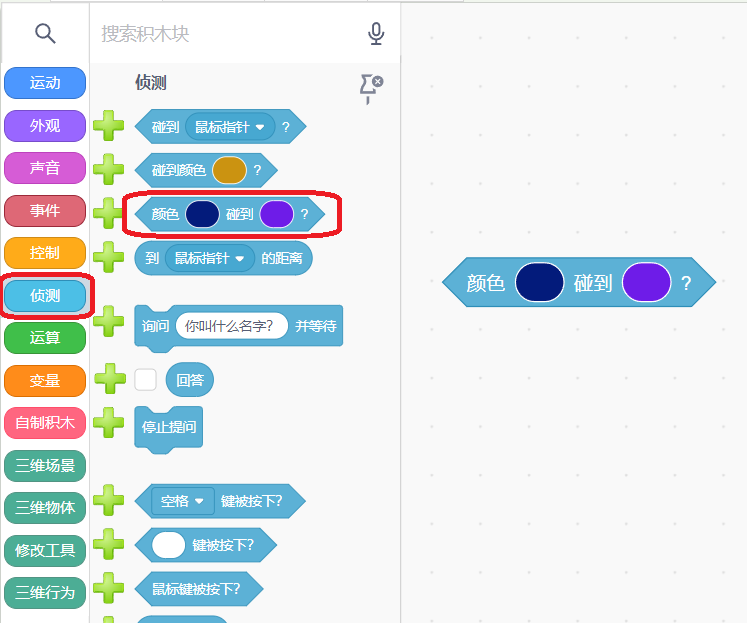 搜索积木块
运动
外观
声音
事件
控制
侦测
运算
变量
自制积木
三维场景
三维物体
修改工具
三维行为
侦测
碰到 鼠标指针 ?
碰到颜色 ?
颜色 碰到 ?
到 鼠标指针 的距离
询问 你叫什么名字? 并等待
回答
停止提问
空格 键被按下?
键被按下?
鼠标键被按下?
颜色 碰到 ?